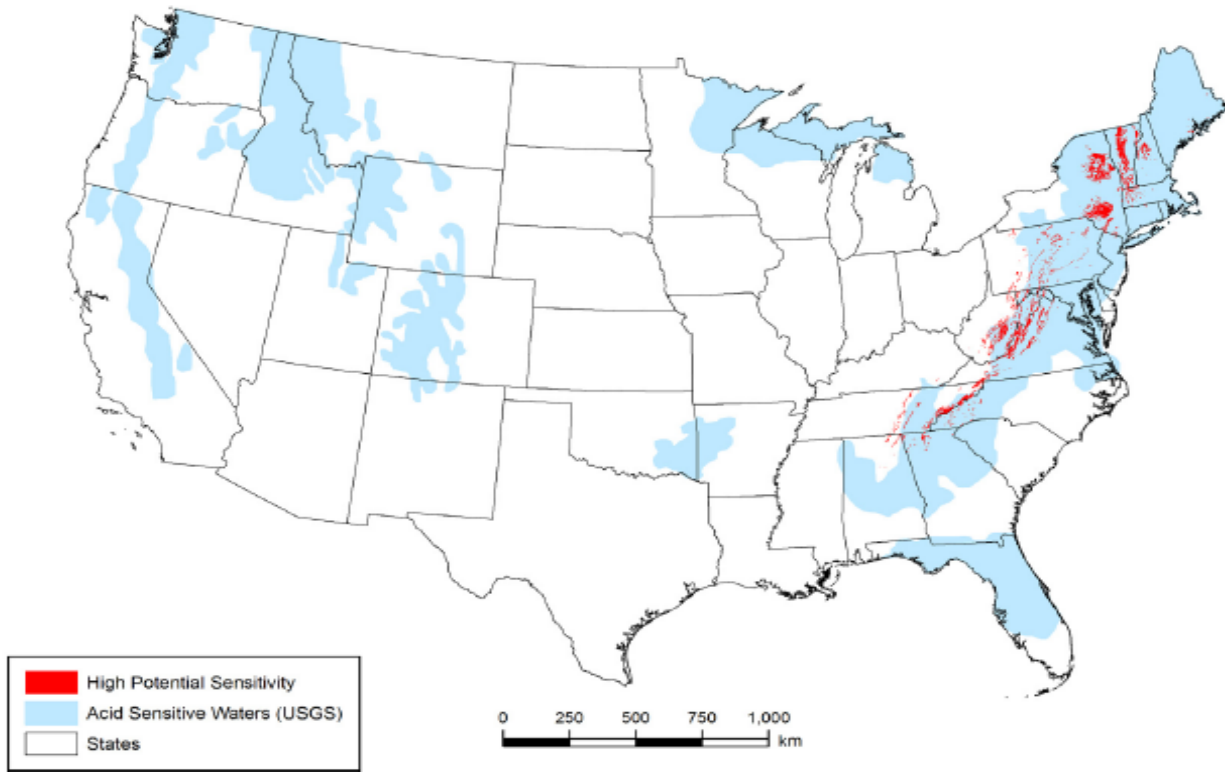 High Potential Sensitivity
Acid Sensitive Waters (USGS)
States
0 250 500 750 1,000
km